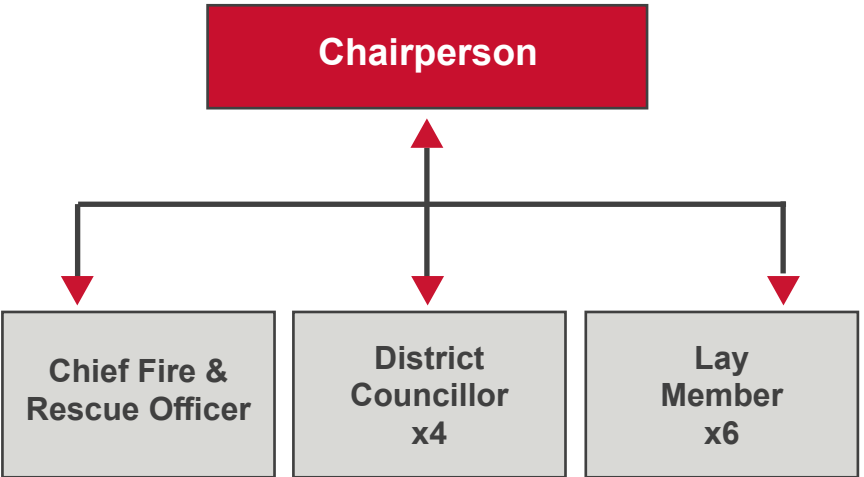 Chairperson
Chief Fire &
Rescue Officer
District
Councillor
x4
Lay
Member
x6